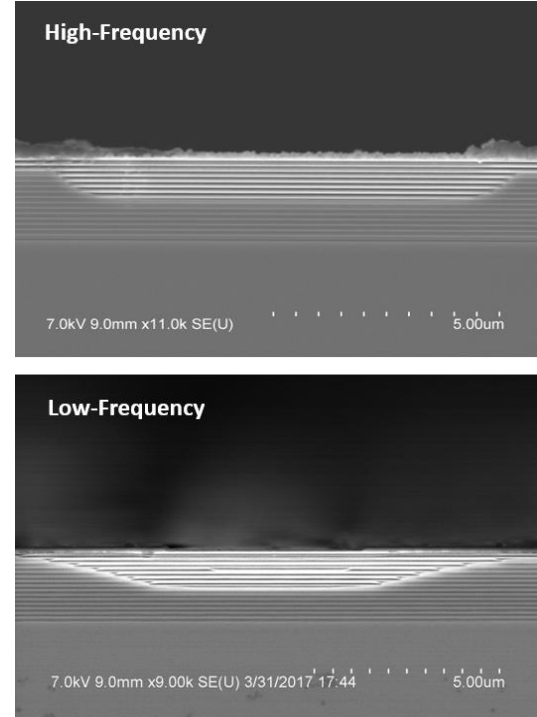 High-Frequency
7.0kV 9.0mm x11.0k SE(U)
5.00um
Low-Frequency
7.0kV 9.0mm x9.00k SE(U) 3/31/2017 17:44
5.00um